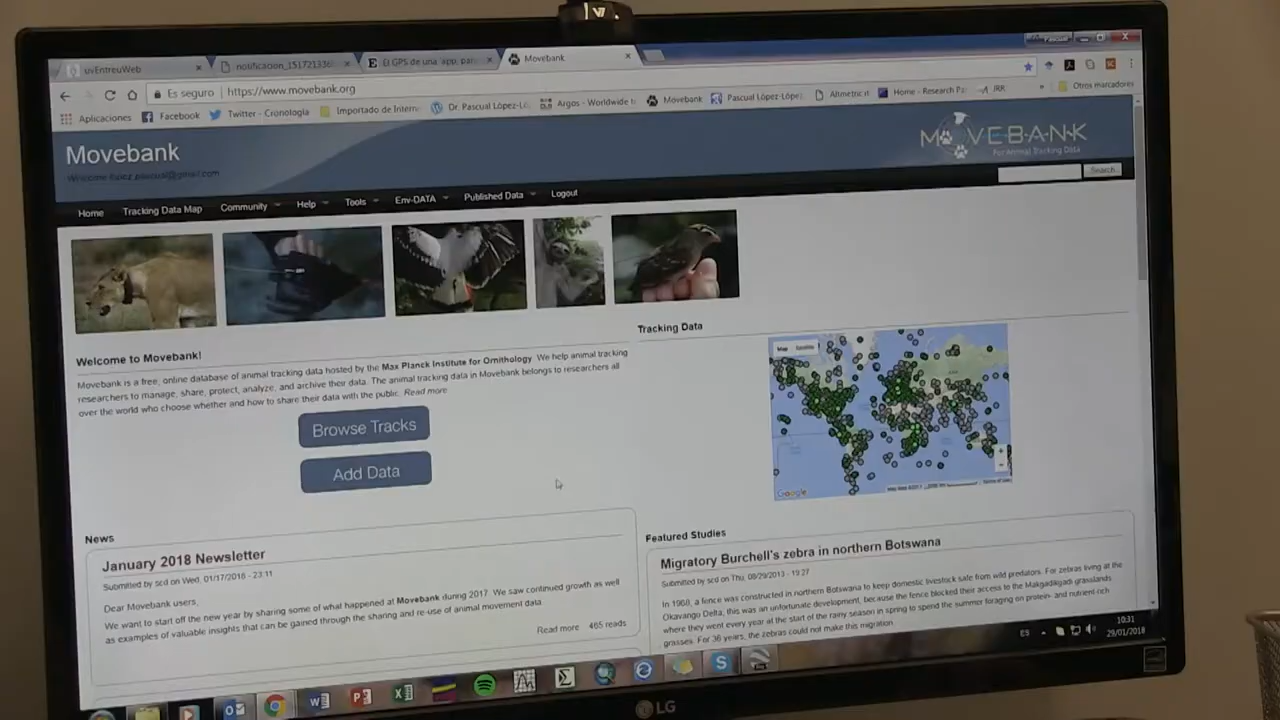 uvEntreuWeb
notificacion_151721336
El GPS de una app, par
Movebank
Es seguro https://www.movebank.org
Aplicaciones
Facebook
Twitter - Cronología
Importado de Intern
Dr. Pascual López-Ló
Argos - Worldwide
Movebank
Pascual López-López
Altmetric it
Home - Research Pa
JRR
Otros marcadores
Movebank
MOVEBANK
For Animal Tracking Data
Search
Home Tracking Data Map Community Help Tools Env-DATA Published Data Logout
Tracking Data
Map
Welcome to Movebank!
Movebank is a free, online database of animal tracking data hosted by the Max Planck Institute for Ornithology. We help animal tracking
researchers to manage, share, protect, analyze, and archive their data. The animal tracking data in Movebank belongs to researchers all
over the world who choose whether and how to share their data with the public. Read more
Browse Tracks
Add Data
Google
News
January 2018 Newsletter
Submitted by scd on Wed, 01/17/2018 - 23:11
Dear Movebank users,
We want to start off the new year by sharing some of what happened at Movebank during 2017. We saw continued growth as well
as examples of valuable insights that can be gained through the sharing and re-use of animal movement data.
Read more 465 reads
Featured Studies
Migratory Burchell's zebra in northern Botswana
Submitted by scd on Thu, 08/29/2013 - 19:27
In 1968, a fence was constructed in northern Botswana to keep domestic livestock safe from wild predators. For zebras living at the
Okavango Delta, this was an unfortunate development, because the fence blocked their access to the Makgadikgadi grasslands
where they went every year at the start of the rainy season in spring to spend the summer foraging on protein- and nutrient-rich
grasses. For 36 years, the zebras could not make this migration
ES
10:31
29/01/2018
LG